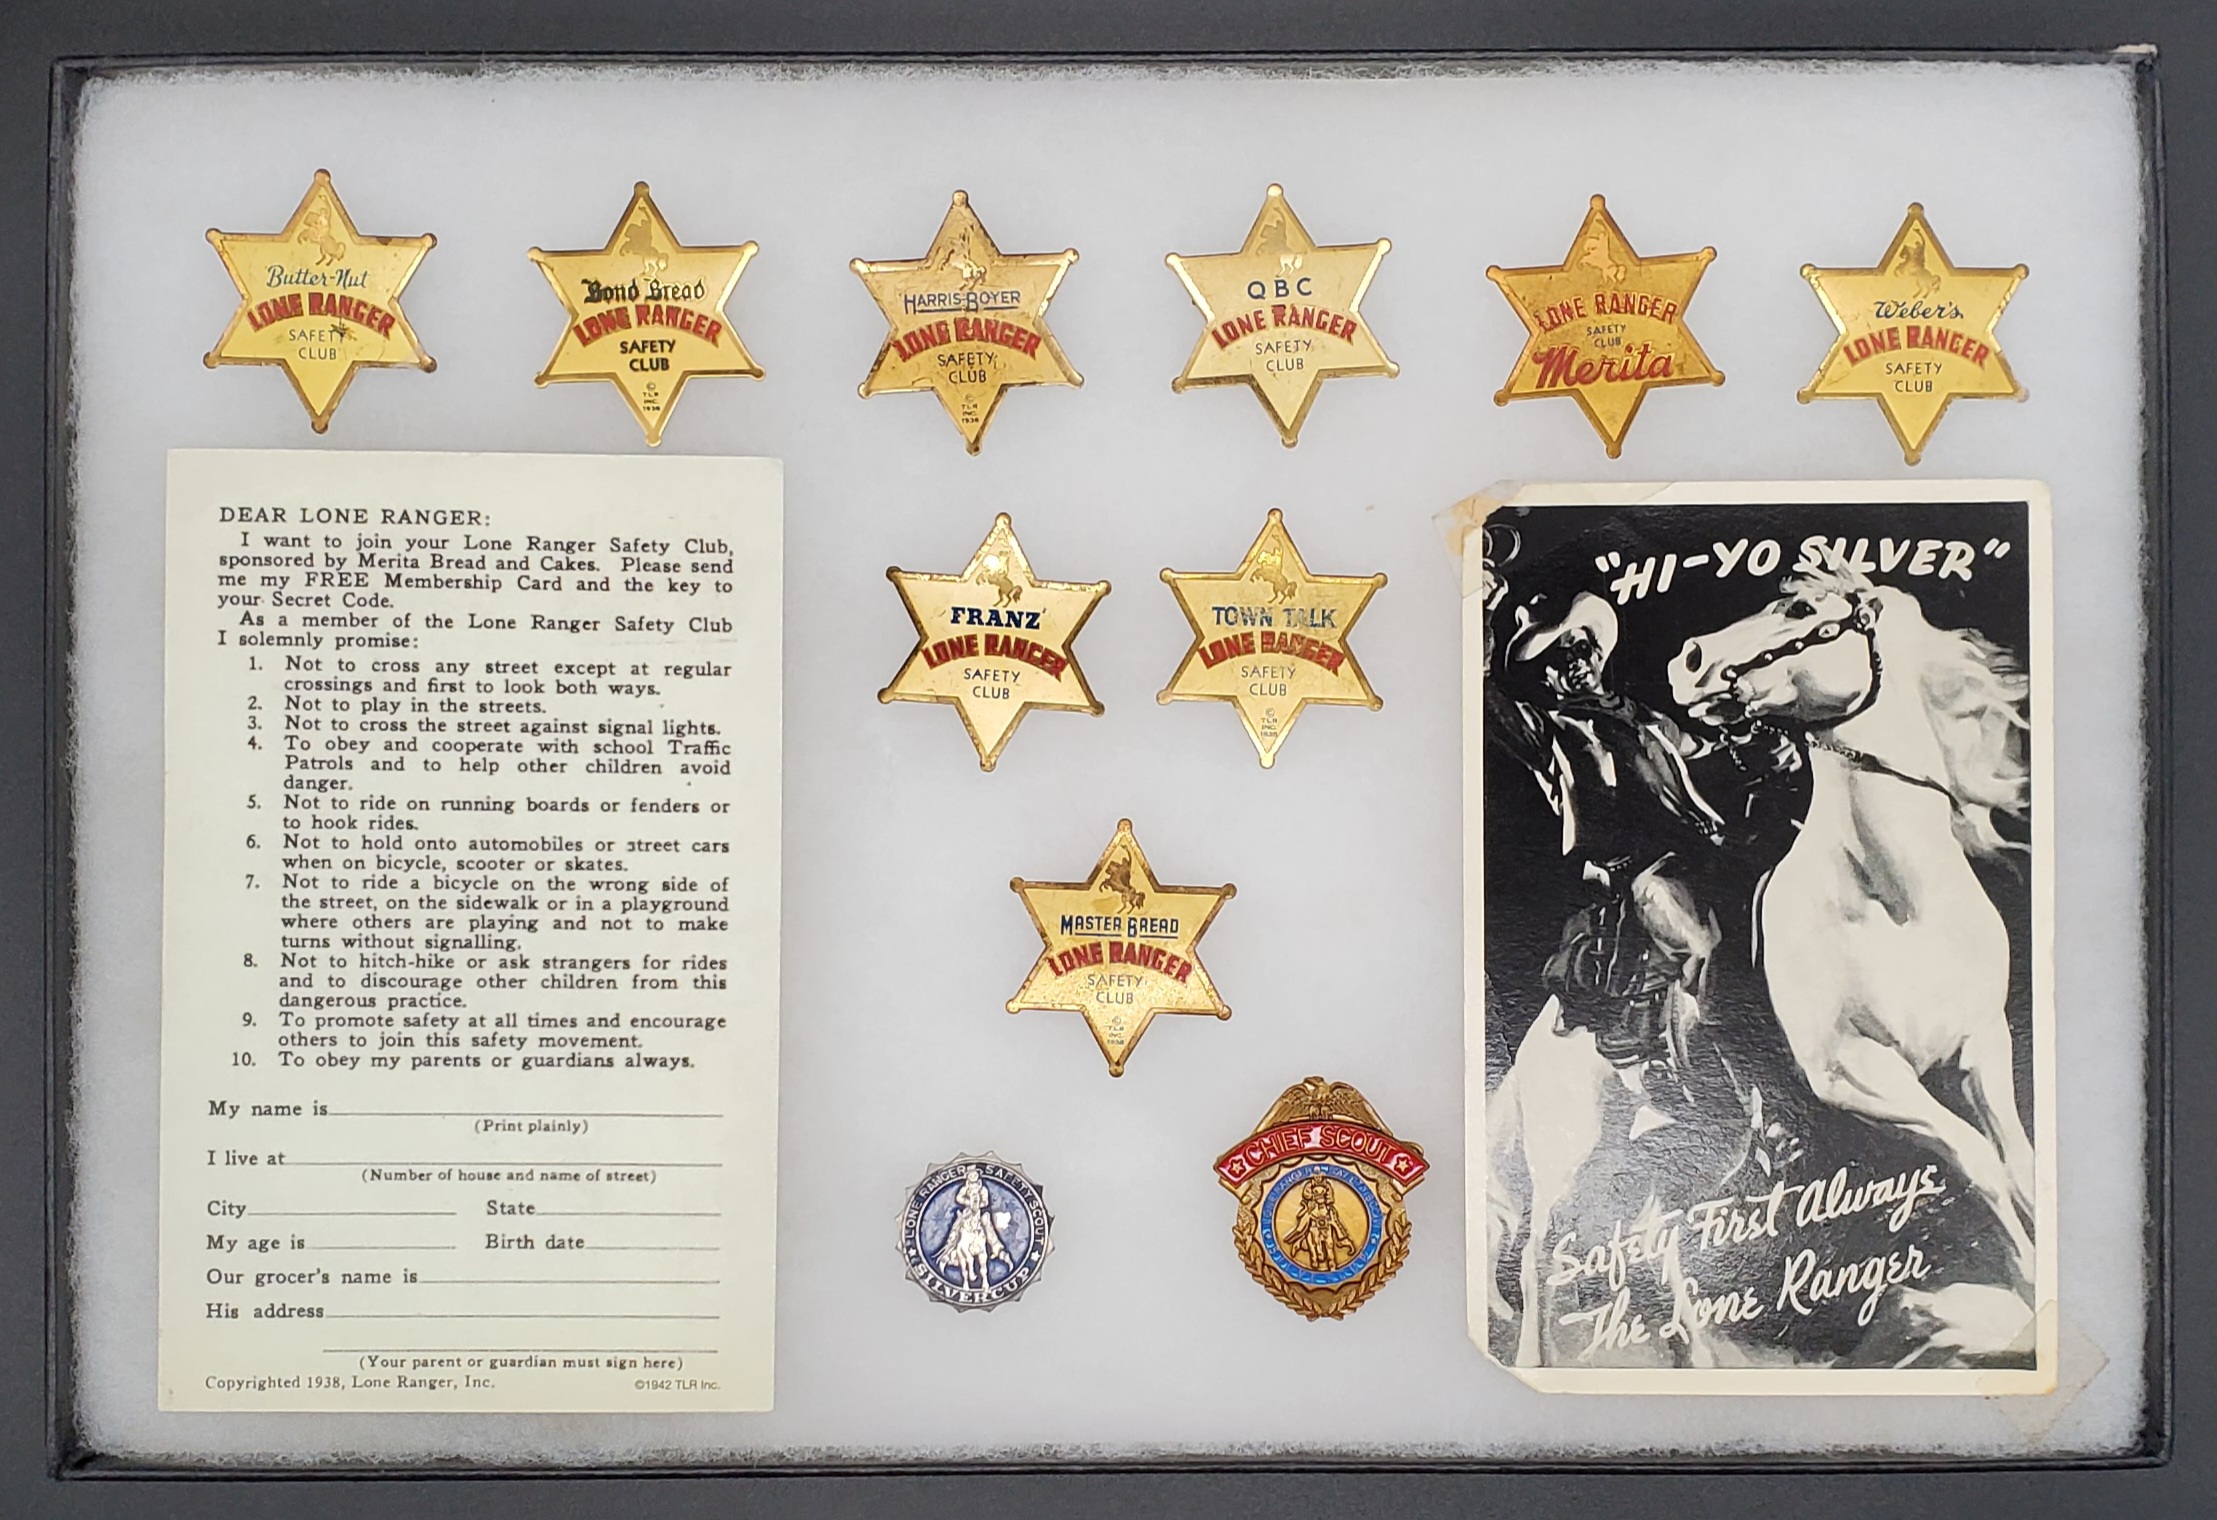 Butter-Nut
LONE RANGER
SAFETY
CLUB
Bond Bread
LONE RANGER
SAFETY
CLUB
©
TLR
INC.
1938
HARRIS-BOYER
LONE RANGER
SAFETY
CLUB
©
TLR
INC.
1938
QBC
LONE RANGER
SAFETY
CLUB
LONE RANGER
SAFETY
CLUB
Merita
Weber's
LONE RANGER
SAFETY
CLUB
DEAR LONE RANGER:
I want to join your Lone Ranger Safety Club,
sponsored by Merita Bread and Cakes. Please send
me my FREE Membership Card and the key to
your Secret Code.
As a member of the Lone Ranger Safety Club
I solemnly promise:
1. Not to cross any street except at regular
crossings and first to look both ways.
2. Not to play in the streets.
3. Not to cross the street against signal lights.
4. To obey and cooperate with school Traffic
Patrols and to help other children avoid
danger.
5. Not to ride on running boards or fenders or
to hook rides.
6. Not to hold onto automobiles or street cars
when on bicycle, scooter or skates.
7. Not to ride a bicycle on the wrong side of
the street, on the sidewalk or in a playground
where others are playing and not to make
turns without signalling.
8. Not to hitch-hike or ask strangers for rides
and to discourage other children from this
dangerous practice.
9. To promote safety at all times and encourage
others to join this safety movement.
10. To obey my parents or guardians always.
My name is
(Print plainly)
I live at
(Number of house and name of street)
City State
My age is Birth date
Our grocer's name is
His address
(Your parent or guardian must sign here)
Copyrighted 1938, Lone Ranger, Inc. ©1942 TLR Inc.
FRANZ
LONE RANGER
SAFETY
CLUB
TOWN TALK
LONE RANGER
SAFETY
CLUB
©
TLR
INC.
1938
MASTER BREAD
LONE RANGER
SAFETY
CLUB
©
TLR
INC.
1938
LONE RANGER SAFETY SCOUT
SILVERCUP
CHIEF SCOUT
"HI-YO SILVER"
Safety First Always
The Lone Ranger